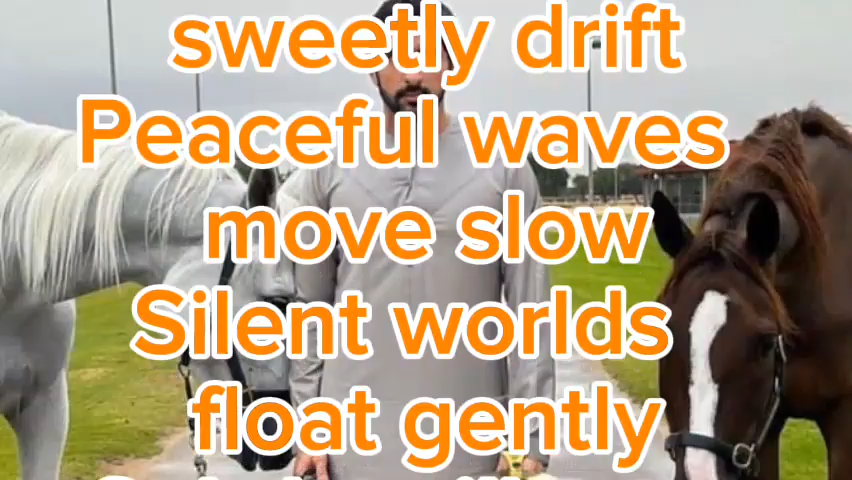 sweetly drift
Peaceful waves
move slow
Silent worlds
float gently